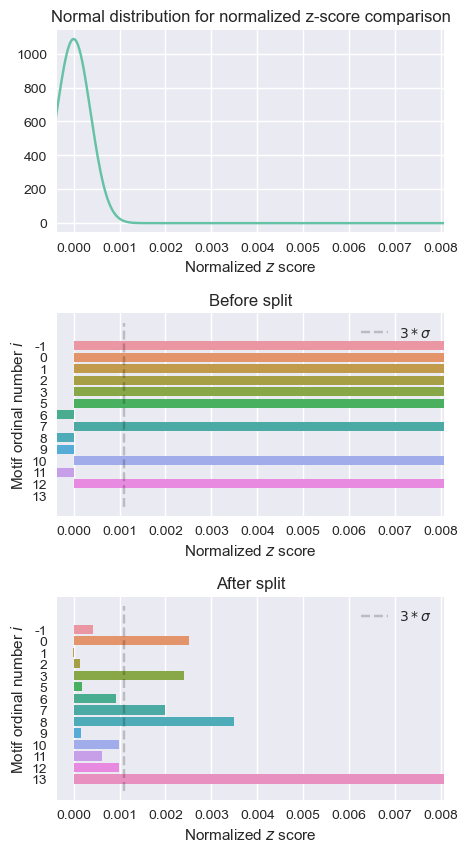 Normal distribution for normalized z-score comparison
1000
800
600
400
200
0
0.000 0.001 0.002 0.003 0.004 0.005 0.006 0.007 0.008
Normalized z score
Before split
3 * σ
Motif ordinal number i
-1
0
1
2
3
5
6
7
8
9
10
11
12
13
0.000 0.001 0.002 0.003 0.004 0.005 0.006 0.007 0.008
Normalized z score
After split
3 * σ
Motif ordinal number i
-1
0
1
2
3
5
6
7
8
9
10
11
12
13
0.000 0.001 0.002 0.003 0.004 0.005 0.006 0.007 0.008
Normalized z score